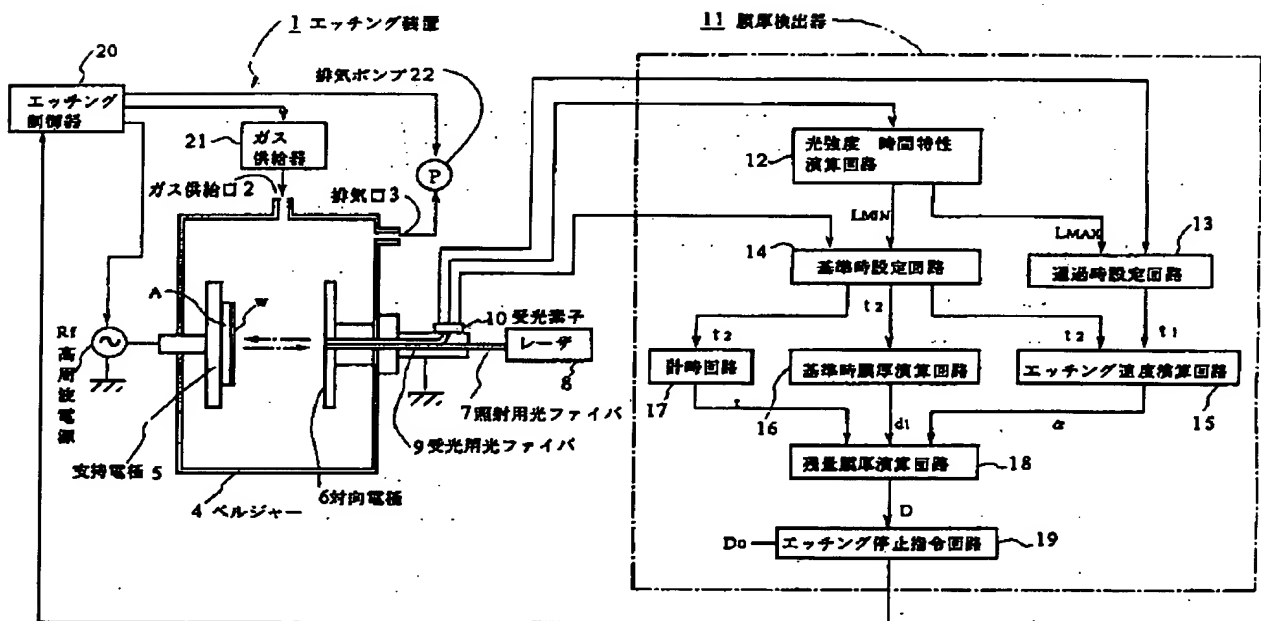 1 エッチング装置
11 膜厚検出器
20
排気ポンプ22
エッチング
制御器
21
ガス
供給器
12
光強度 時間特性
演算回路
P
ガス供給口2
排気口3
LMIN
LMAX
13
14
基準時設定回路
通過時設定回路
A
w
10 受光素子
t2
t2
t2
t1
Rf
高周波電源
レーザ
8
計時回路
基準時膜厚演算回路
エッチング速度演算回路
7照射用光ファイバ
17
16
15
t
d1
α
9受光用光ファイバ
支持電極 5
残量膜厚演算回路
18
6対向電極
4 ベルジャー
D
D0
エッチング停止指令回路
19